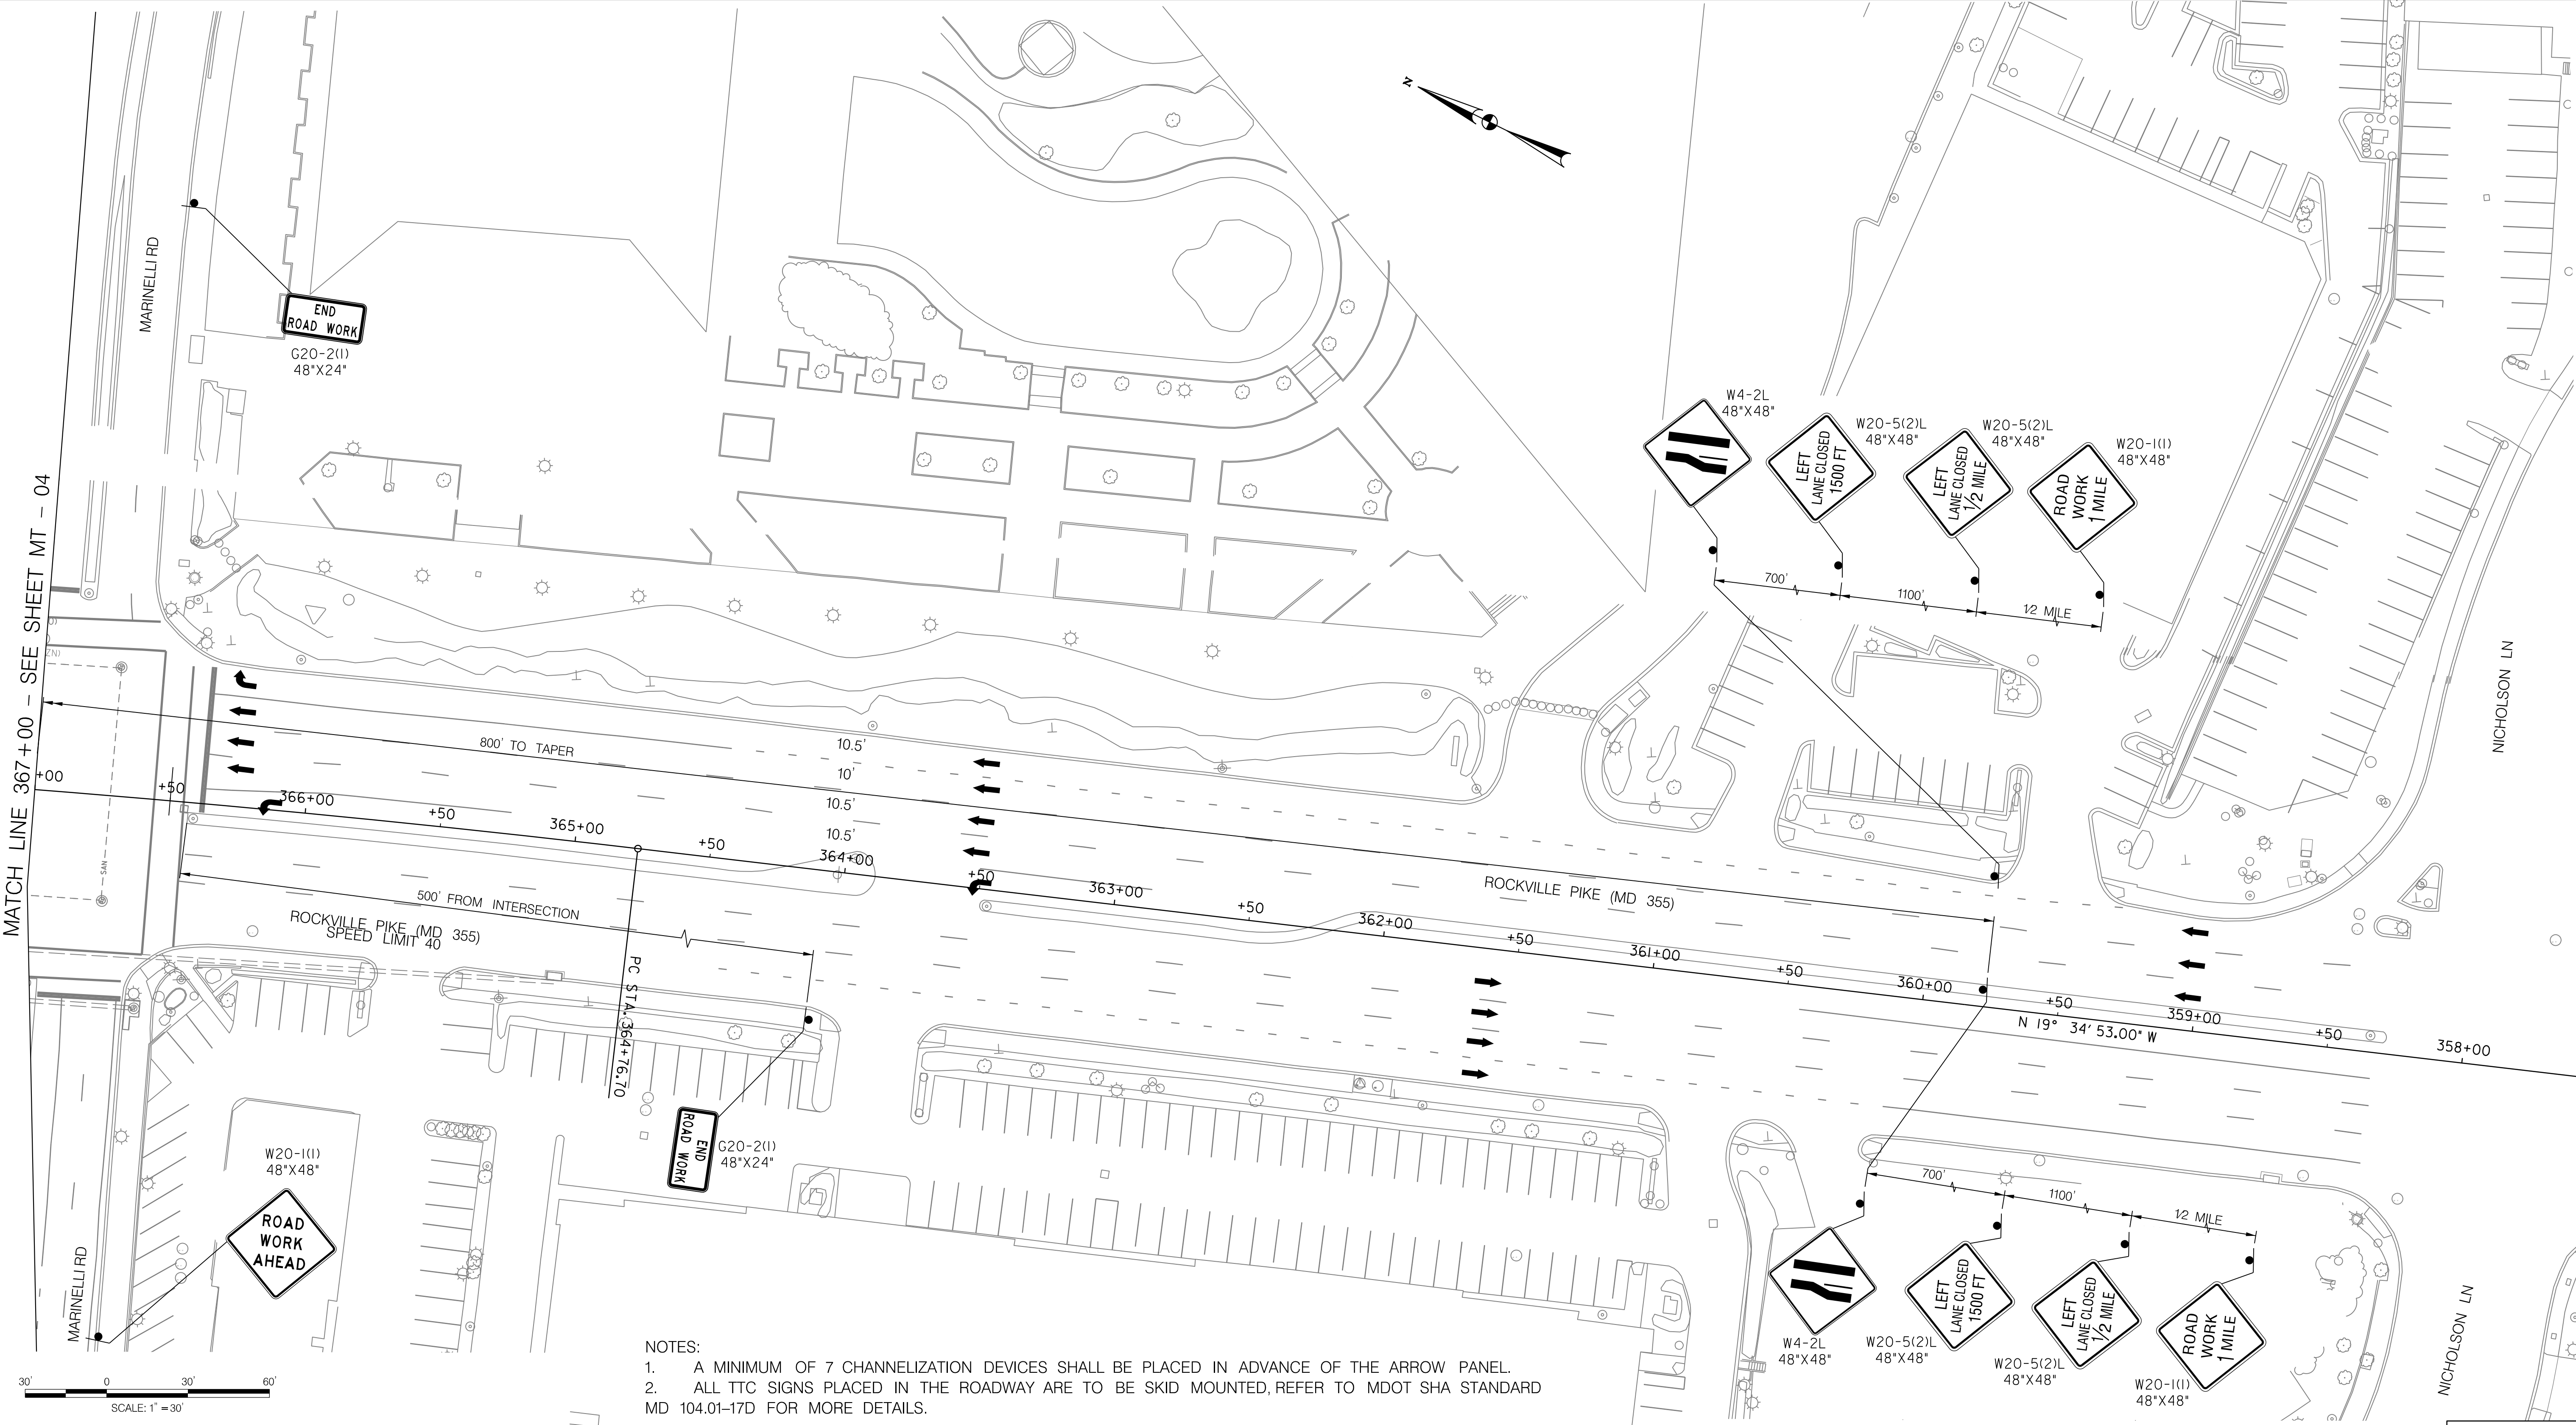 MATCH LINE 367+00 - SEE SHEET MT - 04
MARINELLI RD
END
ROAD WORK
G20-2(1)
48"X24"
N
W4-2L
48"X48"
LEFT
LANE CLOSED
1500 FT
W20-5(2)L
48"X48"
LEFT
LANE CLOSED
1/2 MILE
W20-5(2)L
48"X48"
ROAD
WORK
1 MILE
W20-1(1)
48"X48"
700'
1100'
1/2 MILE
NICHOLSON LN
800' TO TAPER
10.5'
10'
10.5'
10.5'
+00
+50
366+00
+50
365+00
+50
364+00
+50
363+00
+50
362+00
+50
361+00
+50
360+00
+50
359+00
+50
358+00
ROCKVILLE PIKE (MD 355)
N 19° 34' 53.00" W
SAN
500' FROM INTERSECTION
ROCKVILLE PIKE (MD 355)
SPEED LIMIT 40
PC STA. 364+76.70
END
ROAD WORK
G20-2(1)
48"X24"
W20-1(1)
48"X48"
ROAD
WORK
AHEAD
MARINELLI RD
700'
1100'
1/2 MILE
W4-2L
48"X48"
LEFT
LANE CLOSED
1500 FT
W20-5(2)L
48"X48"
LEFT
LANE CLOSED
1/2 MILE
W20-5(2)L
48"X48"
ROAD
WORK
1 MILE
W20-1(1)
48"X48"
NICHOLSON LN
30' 0 30' 60'
SCALE: 1" = 30'
NOTES:
1. A MINIMUM OF 7 CHANNELIZATION DEVICES SHALL BE PLACED IN ADVANCE OF THE ARROW PANEL.
2. ALL TTC SIGNS PLACED IN THE ROADWAY ARE TO BE SKID MOUNTED, REFER TO MDOT SHA STANDARD
MD 104.01-17D FOR MORE DETAILS.